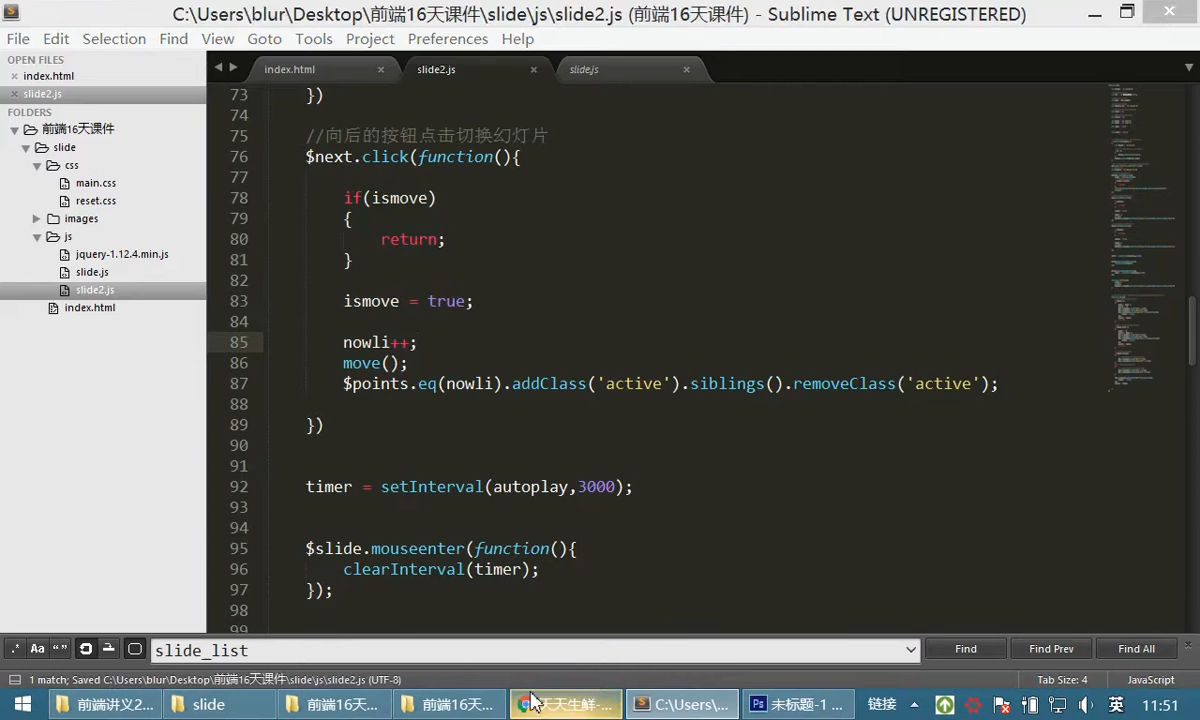 C:\Users\blur\Desktop\前端16天课件\slide\js\slide2.js (前端16天课件) - Sublime Text (UNREGISTERED)
File Edit Selection Find View Goto Tools Project Preferences Help
OPEN FILES
index.html
slide2.js
FOLDERS
前端16天课件
slide
css
main.css
reset.css
images
js
jquery-1.12.4.min.js
slide.js
slide2.js
index.html
index.html slide2.js slide.js
73 })
74
75 //向后的按钮点击切换幻灯片
76 $next.click(function(){
77
78 if(ismove)
79 {
80 return;
81 }
82
83 ismove = true;
84
85 nowli++;
86 move();
87 $points.eq(nowli).addClass('active').siblings().removeClass('active');
88
89 })
90
91
92 timer = setInterval(autoplay,3000);
93
94
95 $slide.mouseenter(function(){
96 clearInterval(timer);
97 });
98
99
.* Aa “” slide_list Find Find Prev Find All
1 match; Saved C:\Users\blur\Desktop\前端16天课件\slide\js\slide2.js (UTF-8) Tab Size: 4 JavaScript
前端讲义2... slide 前端16天... 前端16天... 天天生鲜-... C:\Users\... Ps 未标题-1 ... 链接 英 11:51